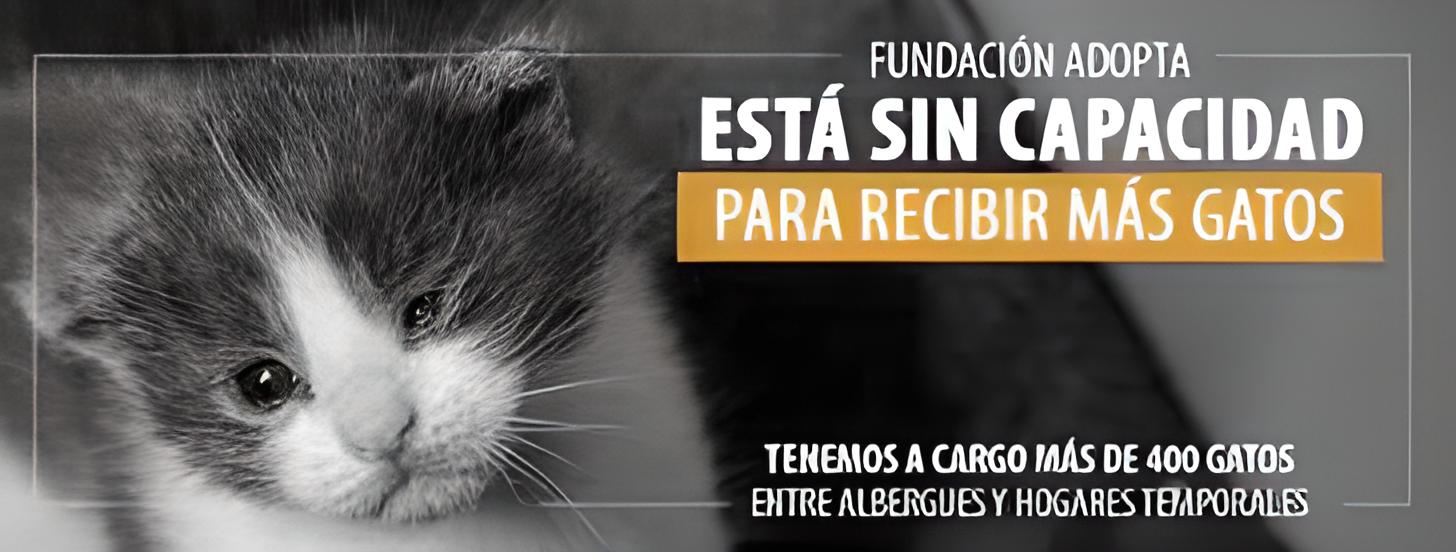 FUNDACIÓN ADOPTA
ESTÁ SIN CAPACIDAD
PARA RECIBIR MÁS GATOS
TENEMOS A CARGO MÁS DE 400 GATOS
ENTRE ALBERGUES Y HOGARES TEMPORALES